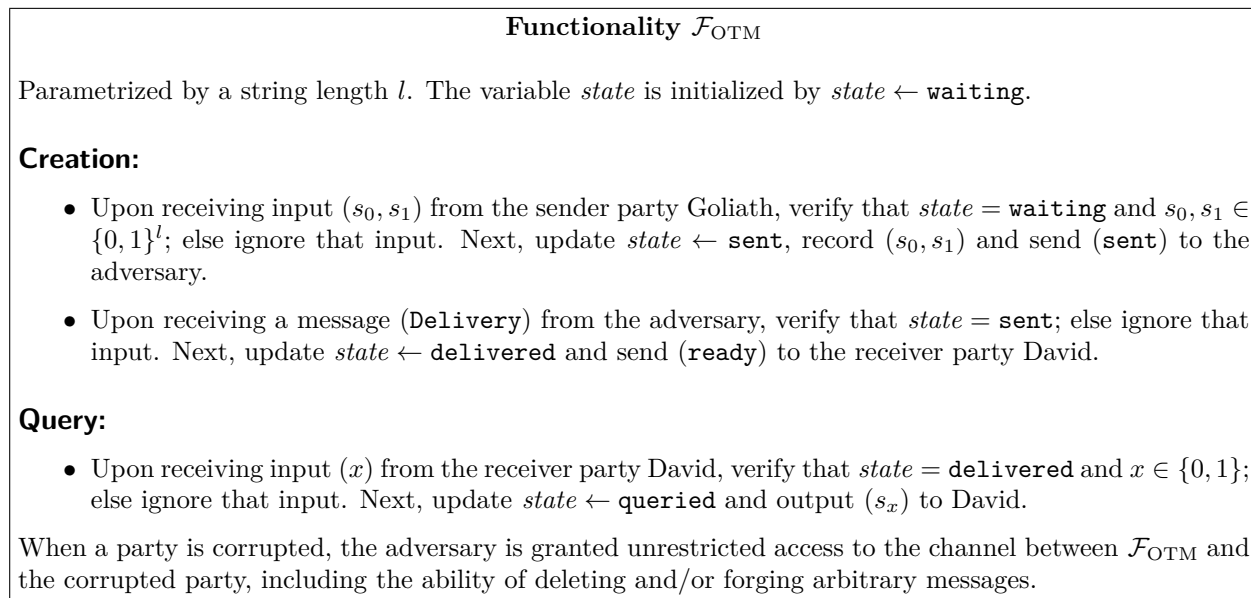 Functionality $\mathcal{F}_{\mathrm{OTM}}$
Parametrized by a string length $l$. The variable state is initialized by state ← waiting.
Creation:
• Upon receiving input $(s_0, s_1)$ from the sender party Goliath, verify that state = waiting and $s_0, s_1 \in$
$\{0, 1\}^l$; else ignore that input. Next, update state ← sent, record $(s_0, s_1)$ and send (sent) to the
adversary.
• Upon receiving a message (Delivery) from the adversary, verify that state = sent; else ignore that
input. Next, update state ← delivered and send (ready) to the receiver party David.
Query:
• Upon receiving input $(x)$ from the receiver party David, verify that state = delivered and $x \in \{0, 1\}$;
else ignore that input. Next, update state ← queried and output $(s_x)$ to David.
When a party is corrupted, the adversary is granted unrestricted access to the channel between $\mathcal{F}_{\mathrm{OTM}}$ and
the corrupted party, including the ability of deleting and/or forging arbitrary messages.